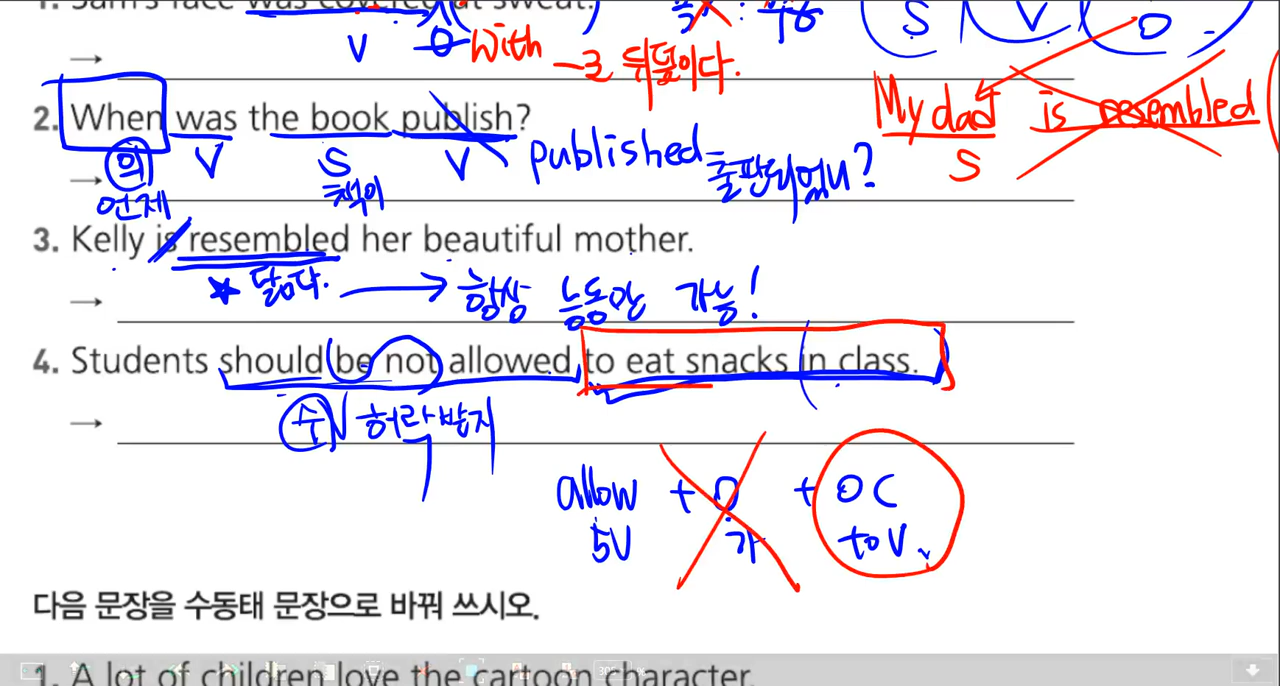 1. Sam's face was covered at sweat.
V O with S V O
→ -로 뒤덮이다.
My dad is resembled
S
2. When was the book publish?
의 V S V published 출판되었니?
→ 언제 책이
3. Kelly is resembled her beautiful mother.
★ 닮다. → 항상 능동만 가능!
→
4. Students should be not allowed to eat snacks in class.
수 허락받지
→
allow + O + OC
5V 가 to V
다음 문장을 수동태 문장으로 바꿔 쓰시오.
1. A lot of children love the cartoon character.